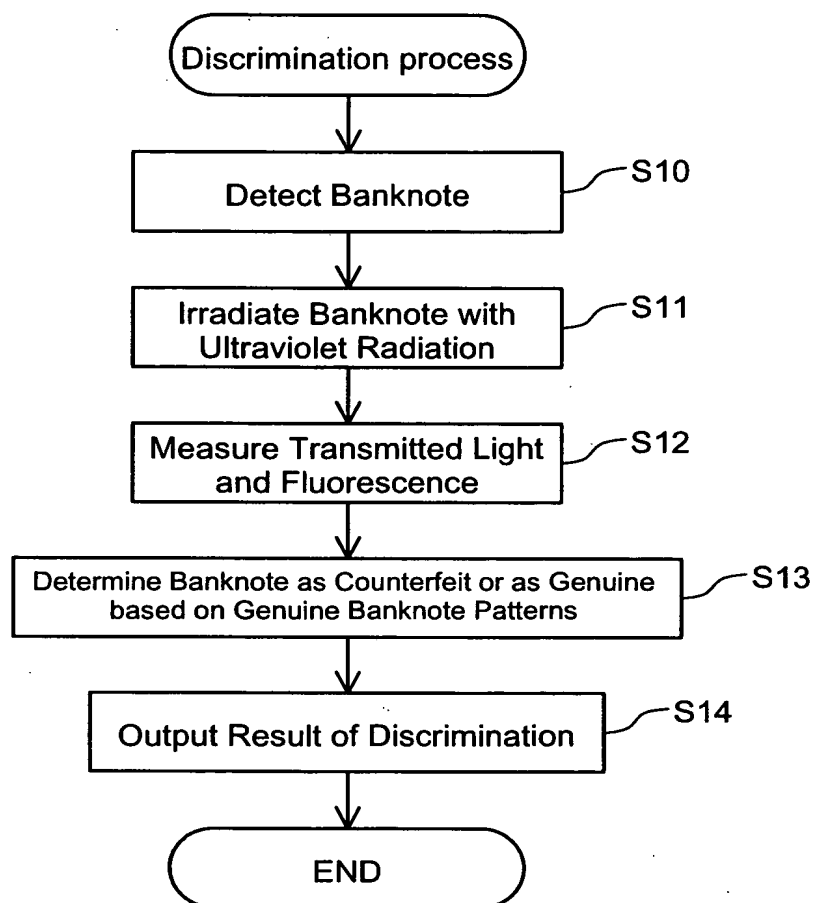 Discrimination process
Detect Banknote
S10
Irradiate Banknote with
Ultraviolet Radiation
S11
Measure Transmitted Light
and Fluorescence
S12
Determine Banknote as Counterfeit or as Genuine
based on Genuine Banknote Patterns
S13
Output Result of Discrimination
S14
END